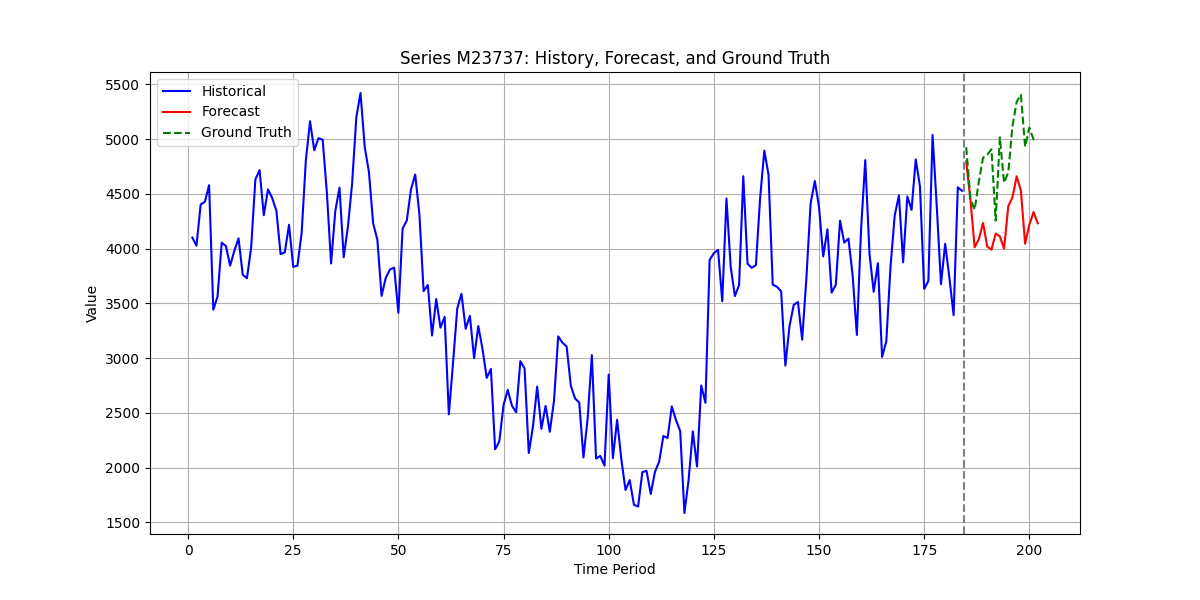 Series M23737: History, Forecast, and Ground Truth
5500
5000
4500
4000
3500
3000
2500
2000
1500
Value
Historical
Forecast
Ground Truth
0 25 50 75 100 125 150 175 200
Time Period